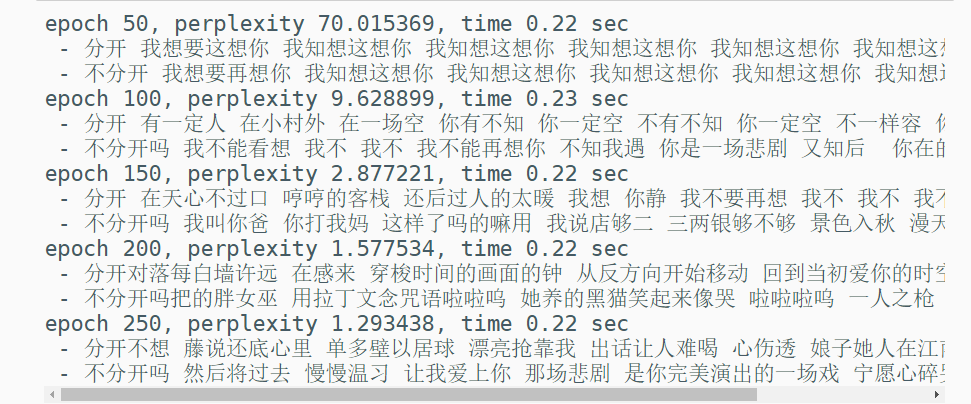 epoch 50, perplexity 70.015369, time 0.22 sec
- 分开 我想要这想你 我知想这想你 我知想这想你 我知想这想你 我知想这想你 我知想这
- 不分开 我想要再想你 我知想这想你 我知想这想你 我知想这想你 我知想这想你 我知想
epoch 100, perplexity 9.628899, time 0.23 sec
- 分开 有一定人 在小村外 在一场空 你有不知 你一定空 不有不知 你一定空 不一样容
- 不分开吗 我不能看想 我不 我不 我不能再想你 不知我遇 你是一场悲剧 又知后 你在的
epoch 150, perplexity 2.877221, time 0.22 sec
- 分开 在天心不过口 哼哼的客栈 还后过人的太暖 我想 你静 我不要再想 我不 我不 我不
- 不分开吗 我叫你爸 你打我妈 这样了吗的嘛用 我说店够二 三两银够不够 景色入秋 漫天
epoch 200, perplexity 1.577534, time 0.22 sec
- 分开对落每白墙许远 在感来 穿梭时间的画面的钟 从反方向开始移动 回到当初爱你的时空
- 不分开吗把的胖女巫 用拉丁文念咒语啦啦呜 她养的黑猫笑起来像哭 啦啦啦呜 一人之枪
epoch 250, perplexity 1.293438, time 0.22 sec
- 分开不想 藤说还底心里 单多壁以居球 漂亮抢靠我 出话让人难喝 心伤透 娘子她人在江南
- 不分开吗 然后将过去 慢慢温习 让我爱上你 那场悲剧 是你完美演出的一场戏 宁愿心碎哭